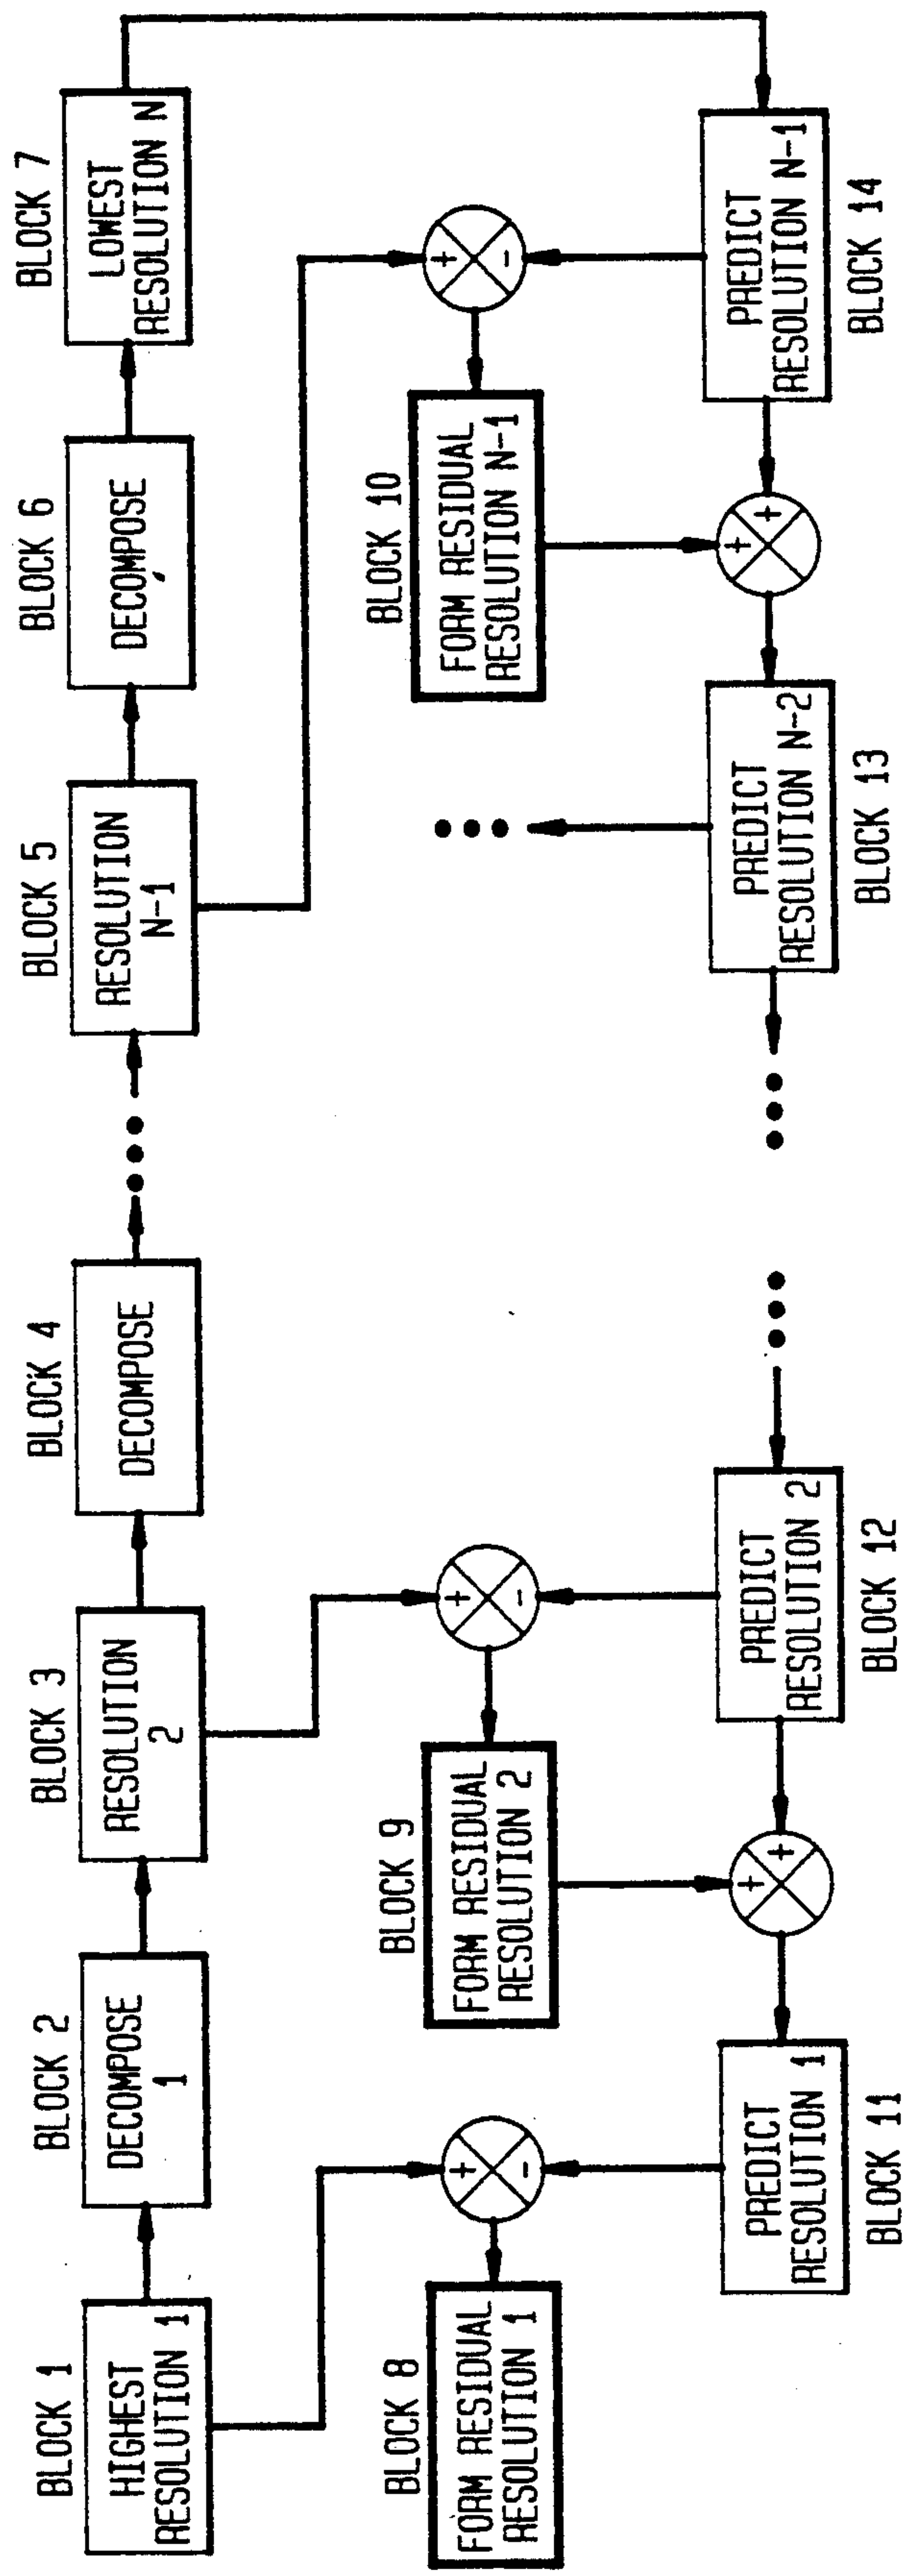 BLOCK 1
HIGHEST
RESOLUTION 1
BLOCK 2
DECOMPOSE
1
BLOCK 3
RESOLUTION
2
BLOCK 4
DECOMPOSE
BLOCK 5
RESOLUTION
N-1
BLOCK 6
DECOMPOSE
BLOCK 7
LOWEST
RESOLUTION N
BLOCK 8
FORM RESIDUAL
RESOLUTION 1
+
-
BLOCK 9
FORM RESIDUAL
RESOLUTION 2
+
-
BLOCK 10
FORM RESIDUAL
RESOLUTION N-1
+
-
PREDICT
RESOLUTION 1
BLOCK 11
+
+
PREDICT
RESOLUTION 2
BLOCK 12
PREDICT
RESOLUTION N-2
BLOCK 13
+
+
PREDICT
RESOLUTION N-1
BLOCK 14